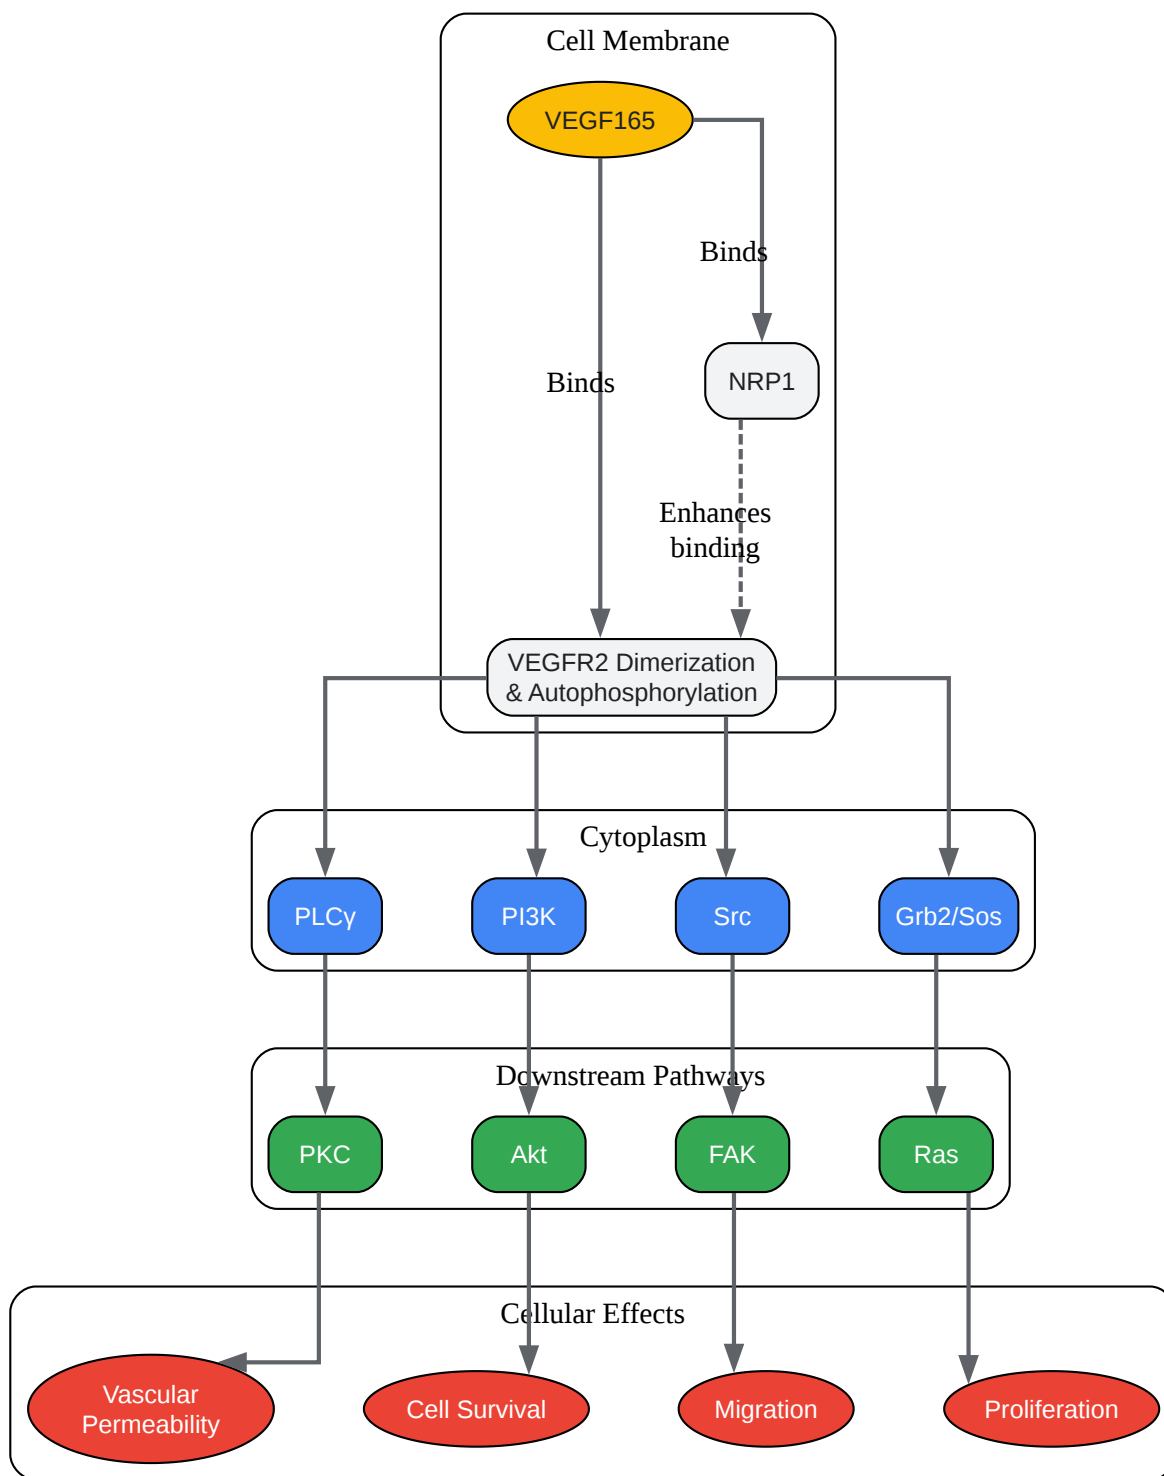 Cell Membrane
VEGF165
Binds
NRP1
Binds
Enhances
binding
VEGFR2 Dimerization
& Autophosphorylation
Cytoplasm
PLCγ
PI3K
Src
Grb2/Sos
Downstream Pathways
PKC
Akt
FAK
Ras
Cellular Effects
Vascular
Permeability
Cell Survival
Migration
Proliferation